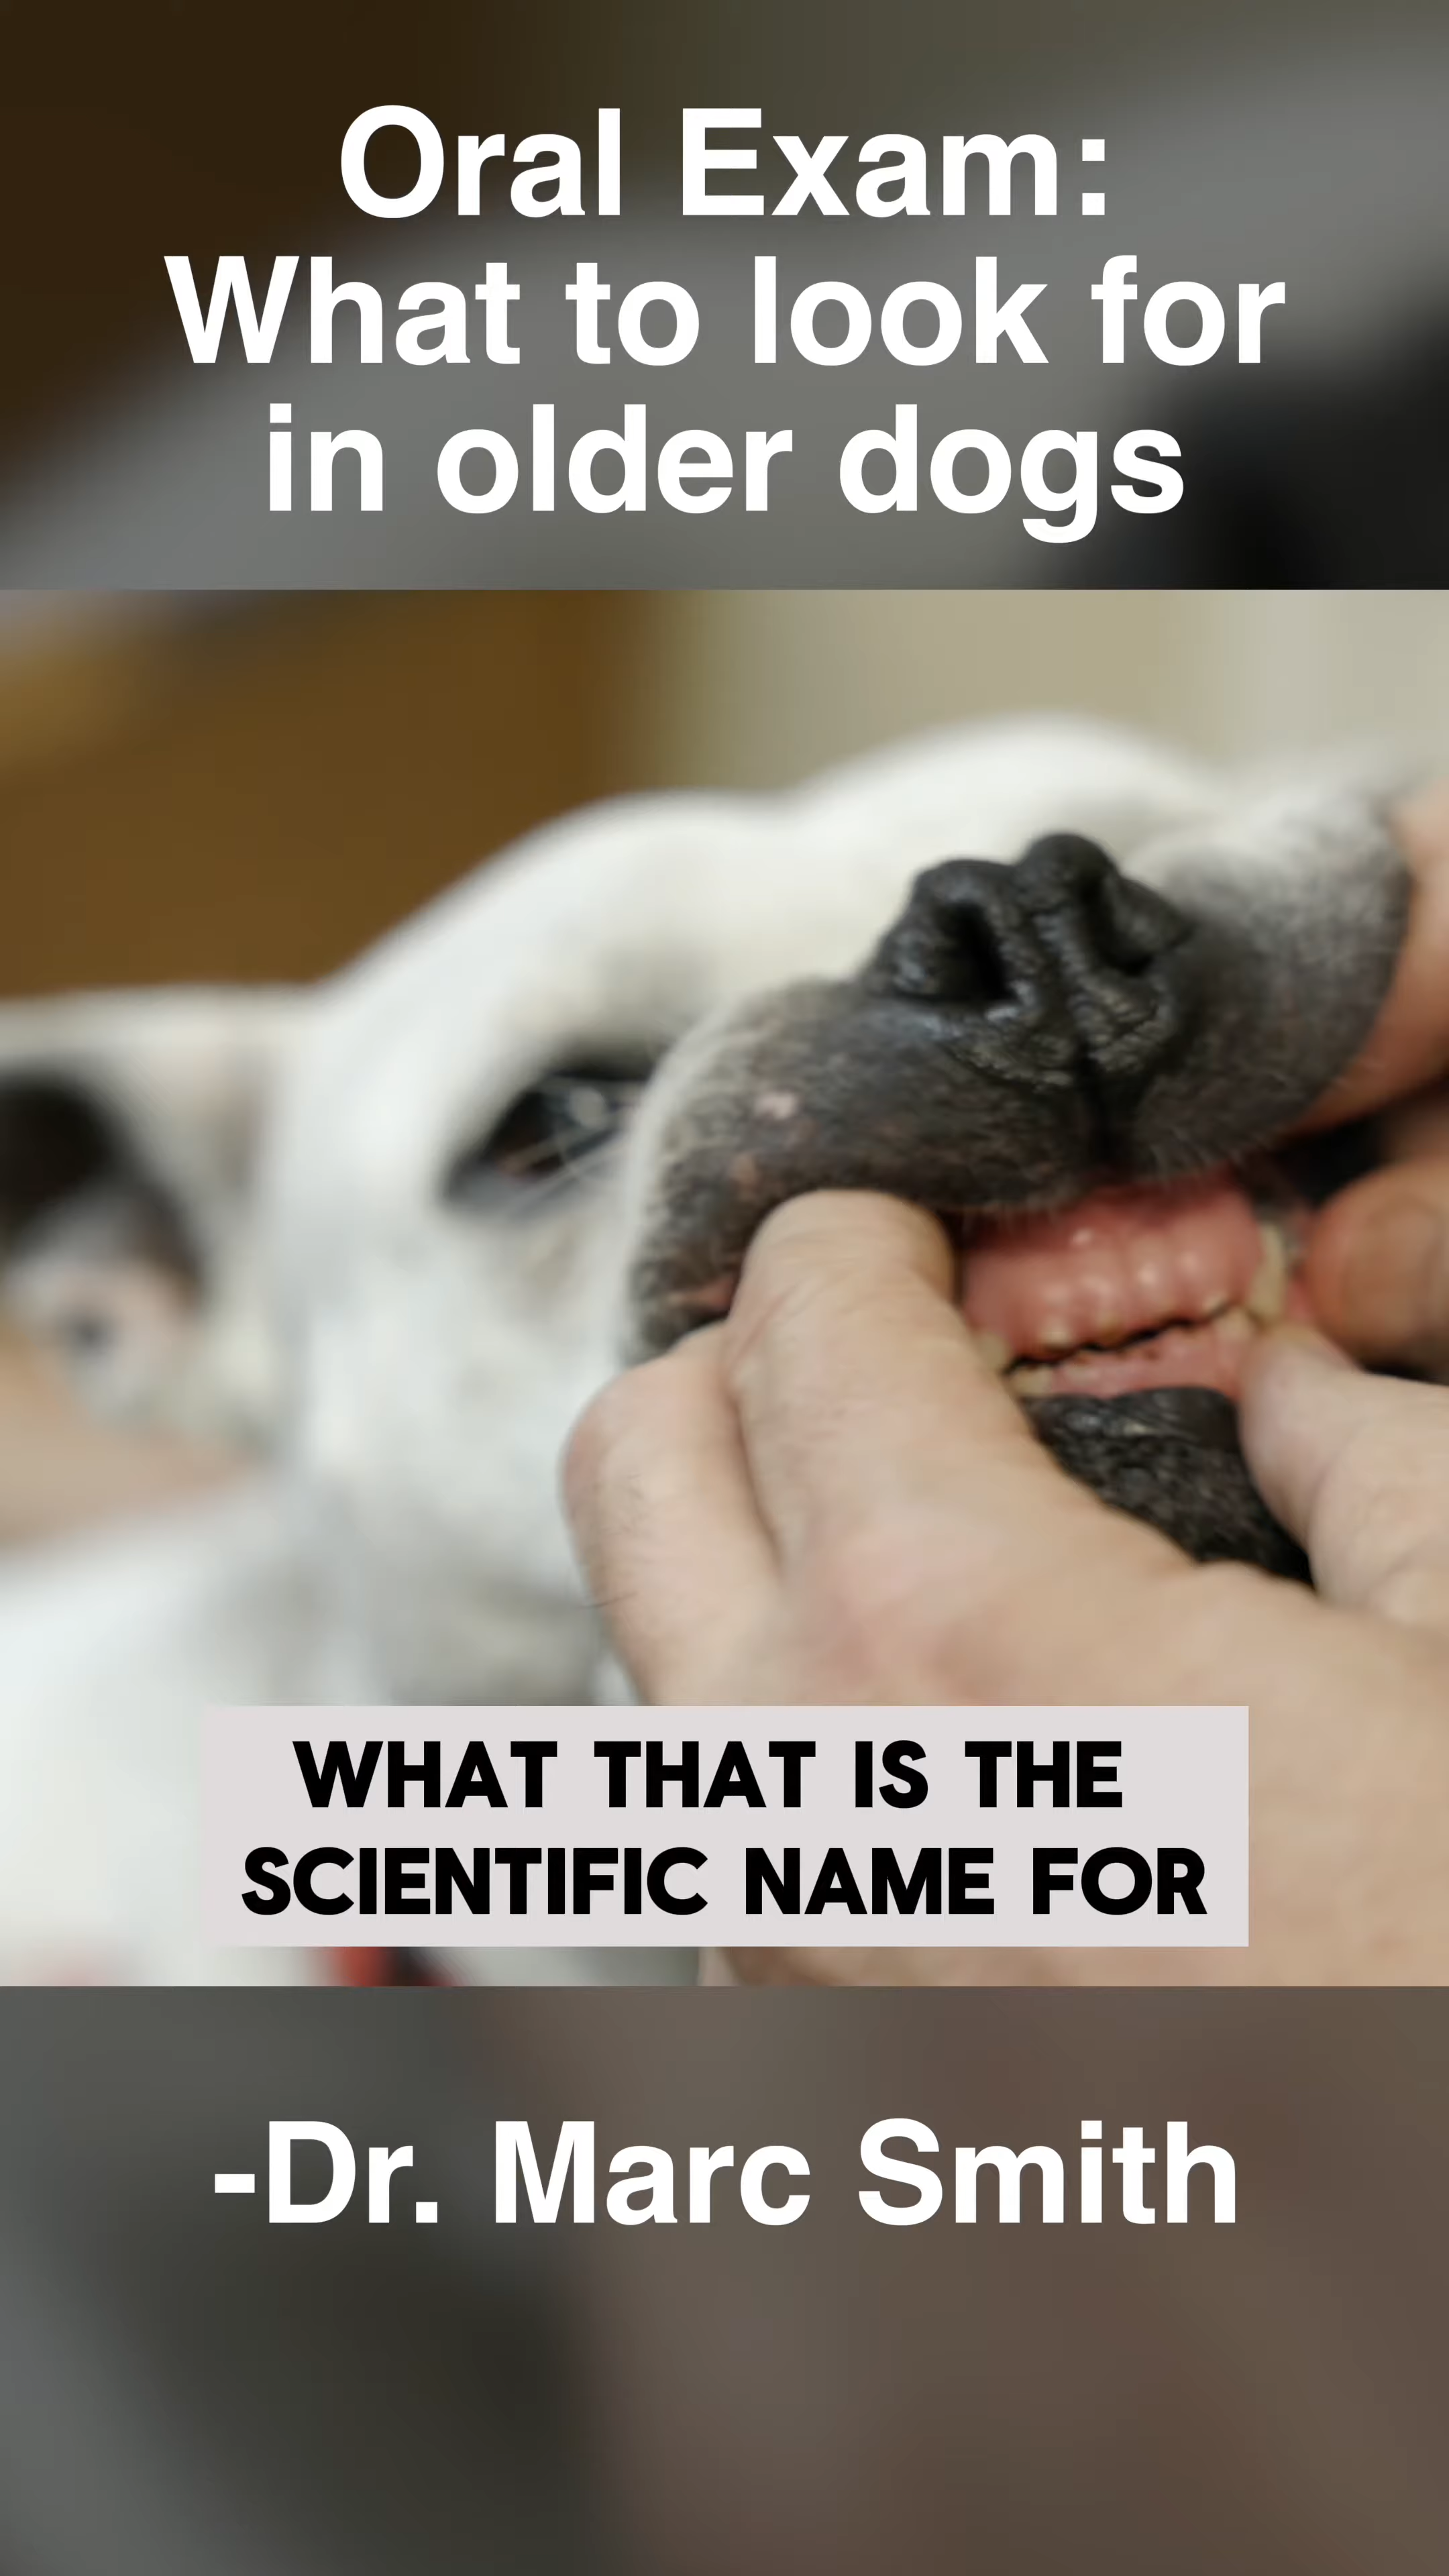 Oral Exam:
What to look for
in older dogs
WHAT THAT IS THE
SCIENTIFIC NAME FOR
-Dr. Marc Smith